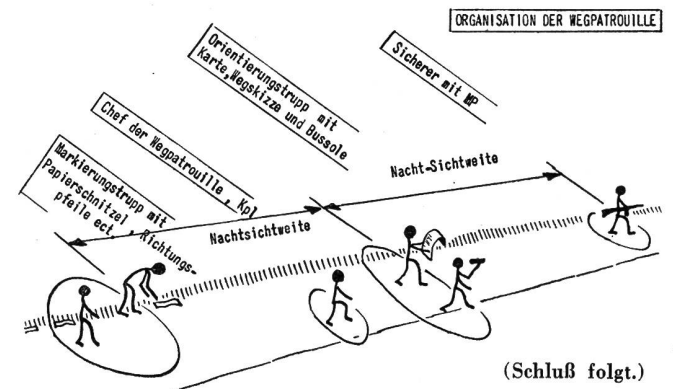 ORGANISATION DER WEGPATROUILLE
Sicherer mit MP
Orientierungstrupp mit
Karte,Wegskizze und Bussole
Chef der Wegpatrouille, Kpl
Markierungstrupp mit
Papierschnitzel, Richtungs-
pfeile ect.
Nacht-Sichtweite
Nachtsichtweite
(Schluß folgt.)